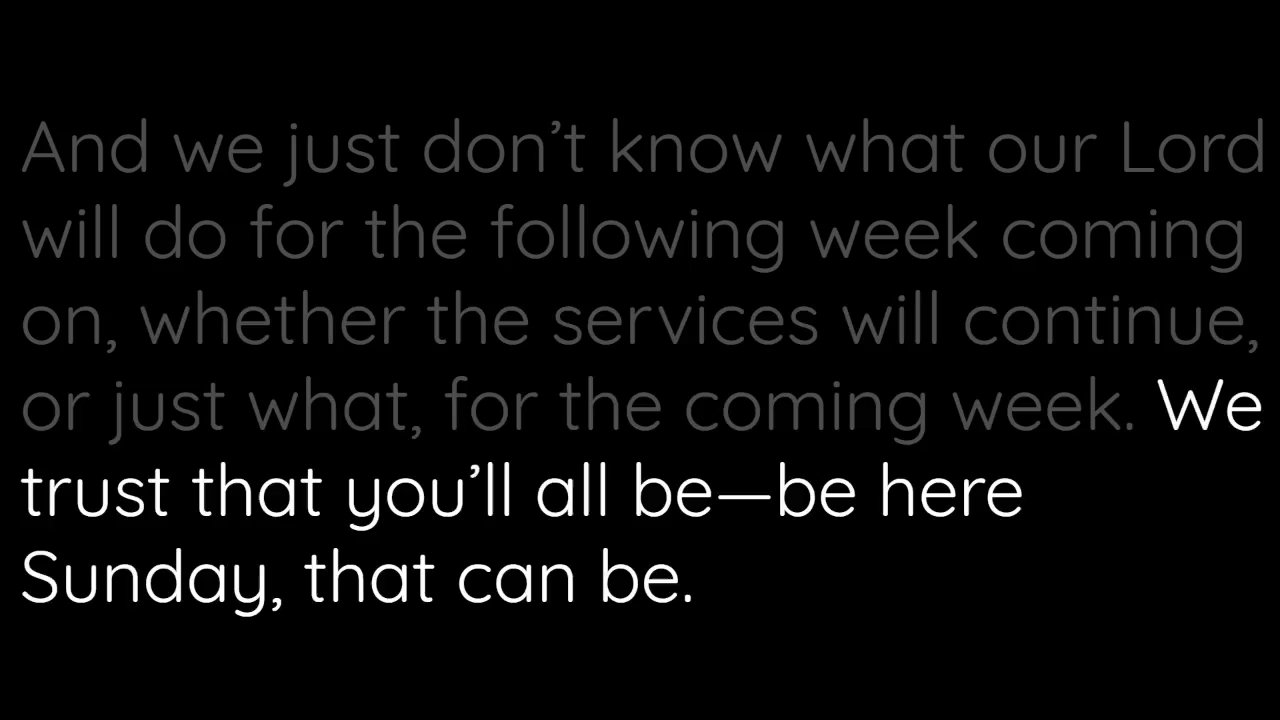 And we just don’t know what our Lord
will do for the following week coming
on, whether the services will continue,
or just what, for the coming week. We
trust that you’ll all be—be here
Sunday, that can be.